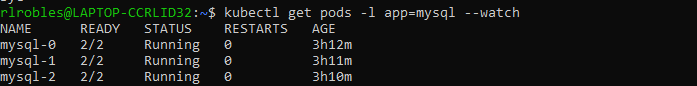 rlrobles@LAPTOP-CCRLID32:~$ kubectl get pods -l app=mysql --watch
NAME READY STATUS RESTARTS AGE
mysql-0 2/2 Running 0 3h12m
mysql-1 2/2 Running 0 3h11m
mysql-2 2/2 Running 0 3h10m